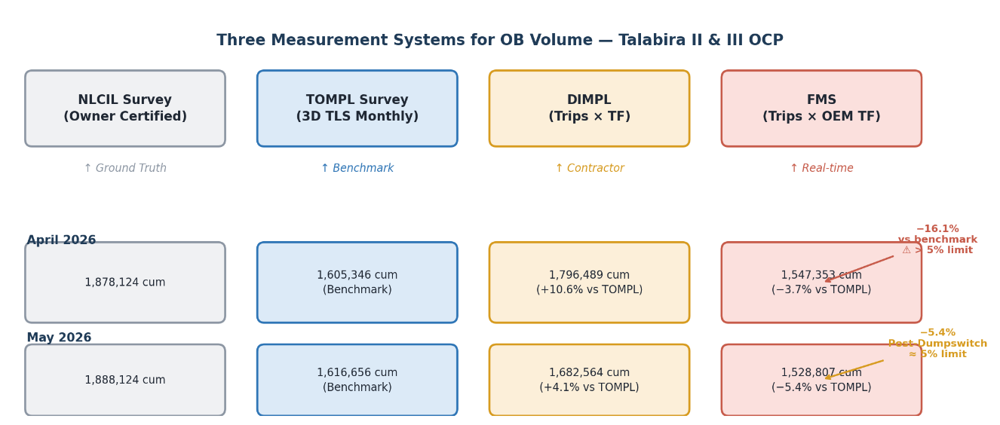 Three Measurement Systems for OB Volume — Talabira II & III OCP
NLCIL Survey
(Owner Certified)
TOMPL Survey
(3D TLS Monthly)
DIMPL
(Trips × TF)
FMS
(Trips × OEM TF)
↑ Ground Truth
↑ Benchmark
↑ Contractor
↑ Real-time
April 2026
1,878,124 cum
1,605,346 cum
(Benchmark)
1,796,489 cum
(+10.6% vs TOMPL)
1,547,353 cum
(−3.7% vs TOMPL)
−16.1%
vs benchmark
⚠ > 5% limit
May 2026
1,888,124 cum
1,616,656 cum
(Benchmark)
1,682,564 cum
(+4.1% vs TOMPL)
1,528,807 cum
(−5.4% vs TOMPL)
−5.4%
Post-Dumpswitch
≈ 5% limit